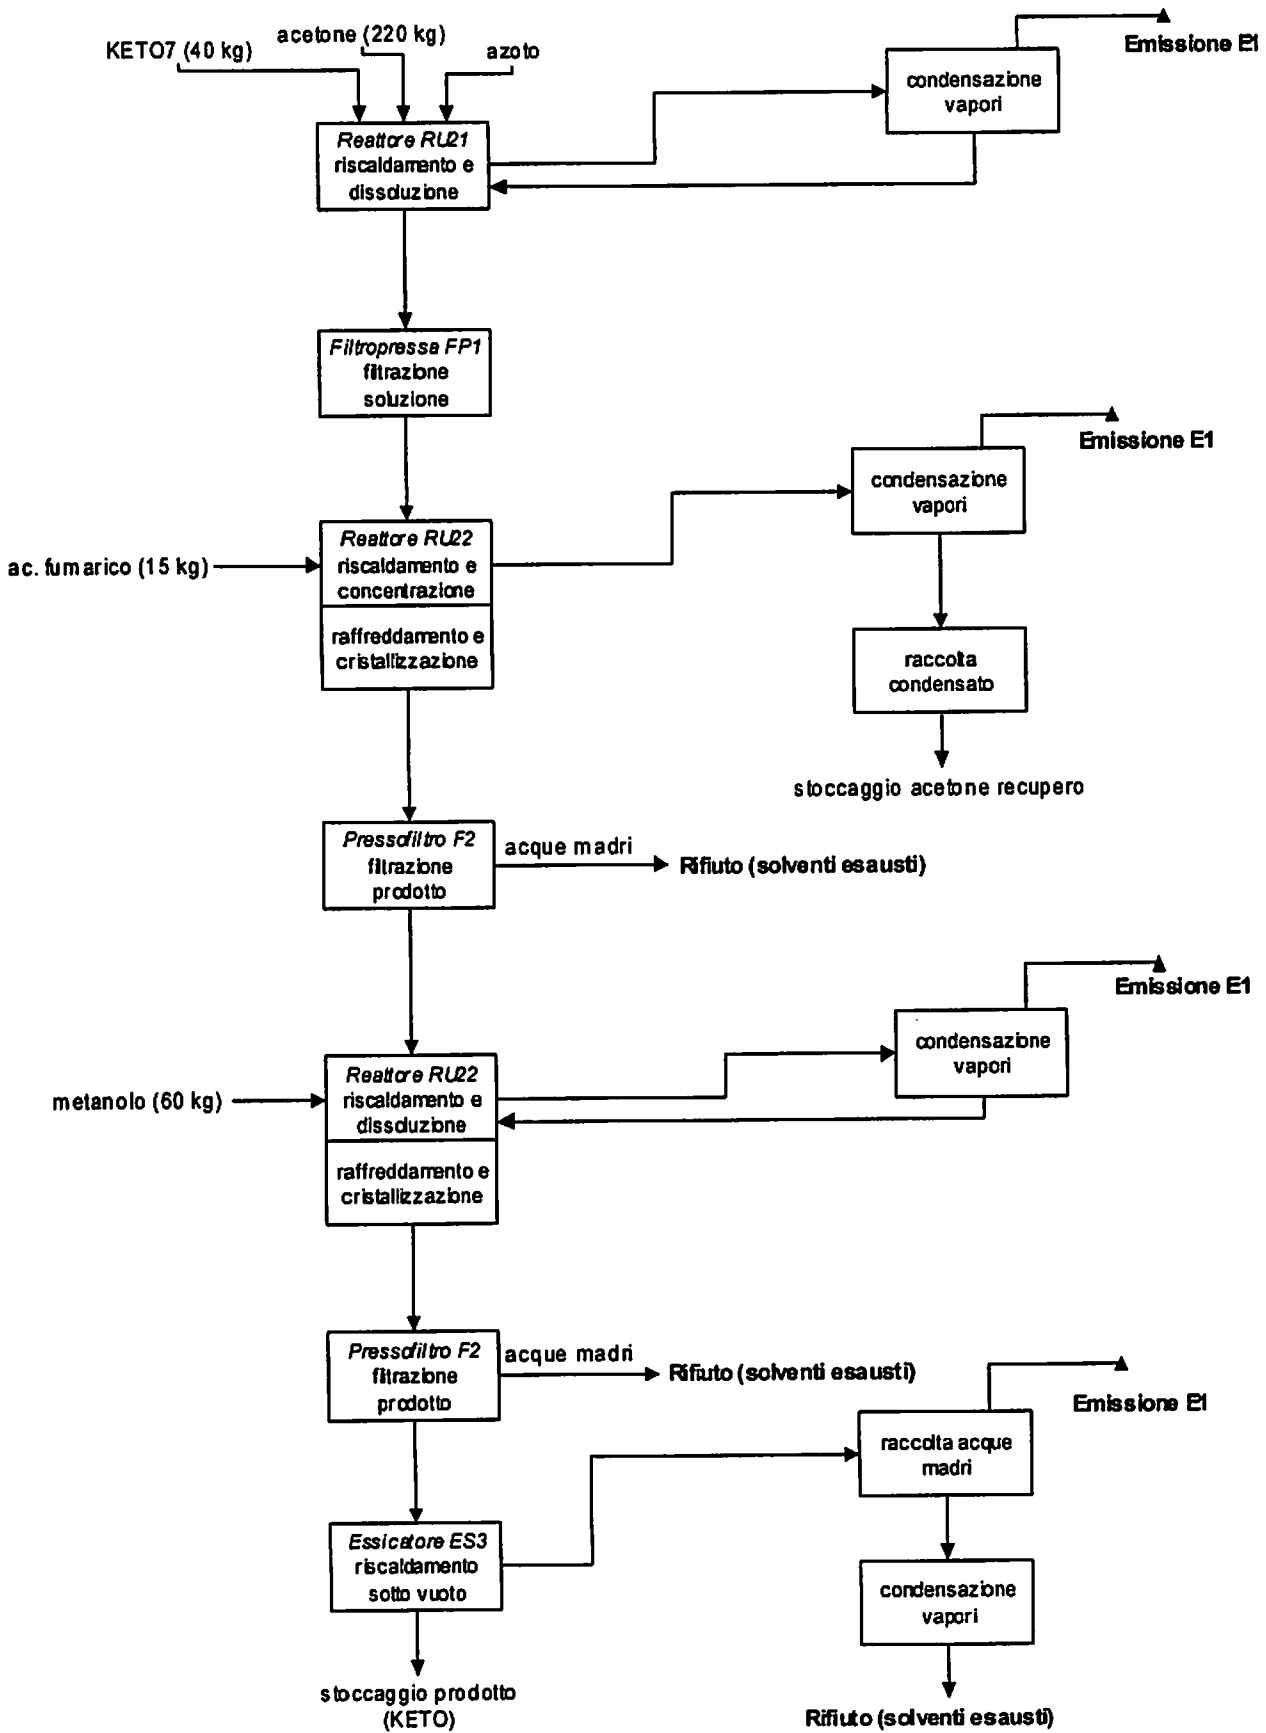 KETO7 (40 kg)
acetone (220 kg)
azoto
Emissione E1
condensazione
vapori
Reattore RU21
riscaldamento e
dissoluzione
Filtropressa FP1
filtrazione
soluzione
Emissione E1
condensazione
vapori
ac. fumarico (15 kg)
Reattore RU22
riscaldamento e
concentrazione
raffreddamento e
cristallizzazione
raccolta
condensato
stoccaggio acetone recupero
Pressofiltro F2
filtrazione
prodotto
acque madri
Rifiuto (solventi esausti)
Emissione E1
condensazione
vapori
metanolo (60 kg)
Reattore RU22
riscaldamento e
dissoluzione
raffreddamento e
cristallizzazione
Pressofiltro F2
filtrazione
prodotto
acque madri
Rifiuto (solventi esausti)
Emissione E1
raccolta acque
madri
Essicatore ES3
riscaldamento
sotto vuoto
condensazione
vapori
stoccaggio prodotto
(KETO)
Rifiuto (solventi esausti)